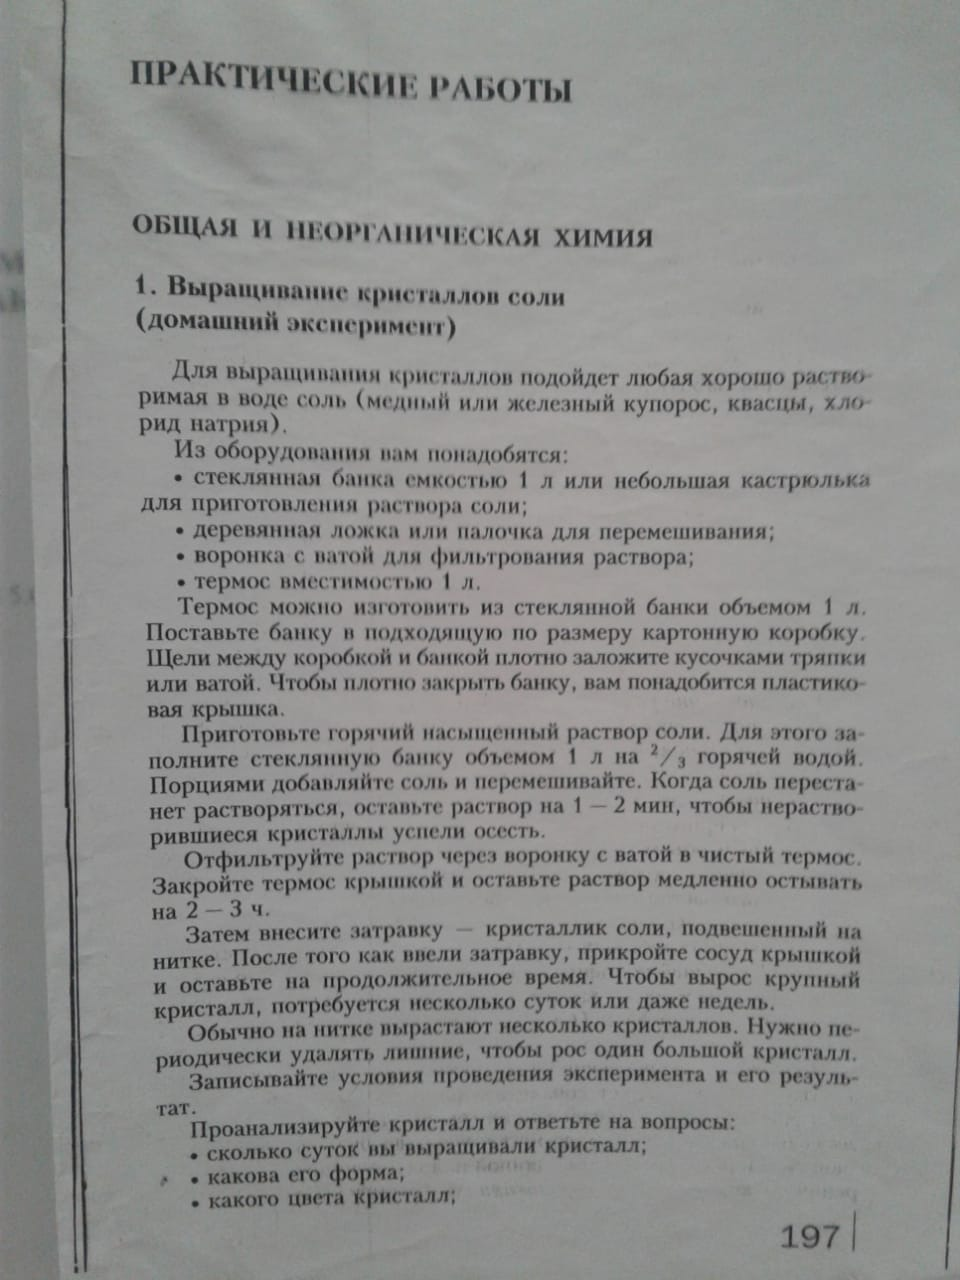 ПРАКТИЧЕСКИЕ РАБОТЫ
ОБЩАЯ И НЕОРГАНИЧЕСКАЯ ХИМИЯ
1. Выращивание кристаллов соли
(домашний эксперимент)
Для выращивания кристаллов подойдет любая хорошо раство-
римая в воде соль (медный или железный купорос, квасцы, хло-
рид натрия).
Из оборудования вам понадобятся:
• стеклянная банка емкостью 1 л или небольшая кастрюлька
для приготовления раствора соли;
• деревянная ложка или палочка для перемешивания;
• воронка с ватой для фильтрования раствора;
• термос вместимостью 1 л.
Термос можно изготовить из стеклянной банки объемом 1 л.
Поставьте банку в подходящую по размеру картонную коробку.
Щели между коробкой и банкой плотно заложите кусочками тряпки
или ватой. Чтобы плотно закрыть банку, вам понадобится пластико-
вая крышка.
Приготовьте горячий насыщенный раствор соли. Для этого за-
полните стеклянную банку объемом 1 л на 2/3 горячей водой.
Порциями добавляйте соль и перемешивайте. Когда соль переста-
нет растворяться, оставьте раствор на 1 — 2 мин, чтобы нераство-
рившиеся кристаллы успели осесть.
Отфильтруйте раствор через воронку с ватой в чистый термос.
Закройте термос крышкой и оставьте раствор медленно остывать
на 2 — 3 ч.
Затем внесите затравку — кристаллик соли, подвешенный на
нитке. После того как ввели затравку, прикройте сосуд крышкой
и оставьте на продолжительное время. Чтобы вырос крупный
кристалл, потребуется несколько суток или даже недель.
Обычно на нитке вырастают несколько кристаллов. Нужно пе-
риодически удалять лишние, чтобы рос один большой кристалл.
Записывайте условия проведения эксперимента и его резуль-
тат.
Проанализируйте кристалл и ответьте на вопросы:
• сколько суток вы выращивали кристалл;
• какова его форма;
• какого цвета кристалл;
197